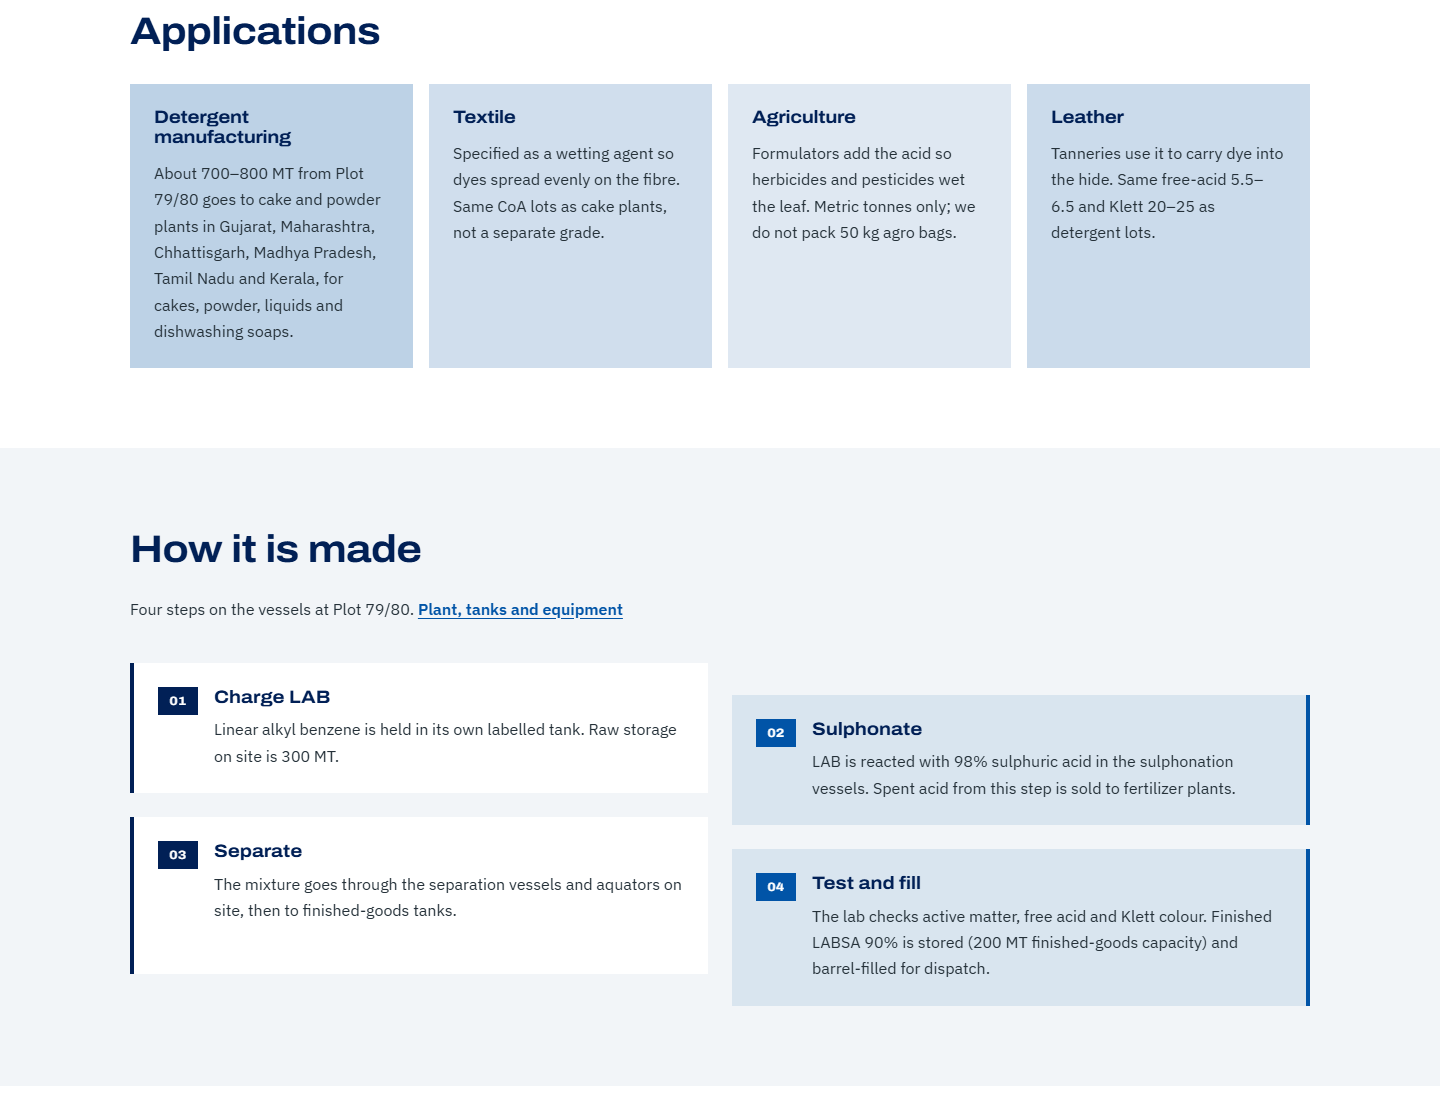 Applications
Detergent
manufacturing
About 700–800 MT from Plot
79/80 goes to cake and powder
plants in Gujarat, Maharashtra,
Chhattisgarh, Madhya Pradesh,
Tamil Nadu and Kerala, for
cakes, powder, liquids and
dishwashing soaps.
Textile
Specified as a wetting agent so
dyes spread evenly on the fibre.
Same CoA lots as cake plants,
not a separate grade.
Agriculture
Formulators add the acid so
herbicides and pesticides wet
the leaf. Metric tonnes only; we
do not pack 50 kg agro bags.
Leather
Tanneries use it to carry dye into
the hide. Same free-acid 5.5–
6.5 and Klett 20–25 as
detergent lots.
How it is made
Four steps on the vessels at Plot 79/80. Plant, tanks and equipment
01
Charge LAB
Linear alkyl benzene is held in its own labelled tank. Raw storage
on site is 300 MT.
02
Sulphonate
LAB is reacted with 98% sulphuric acid in the sulphonation
vessels. Spent acid from this step is sold to fertilizer plants.
03
Separate
The mixture goes through the separation vessels and aquators on
site, then to finished-goods tanks.
04
Test and fill
The lab checks active matter, free acid and Klett colour. Finished
LABSA 90% is stored (200 MT finished-goods capacity) and
barrel-filled for dispatch.